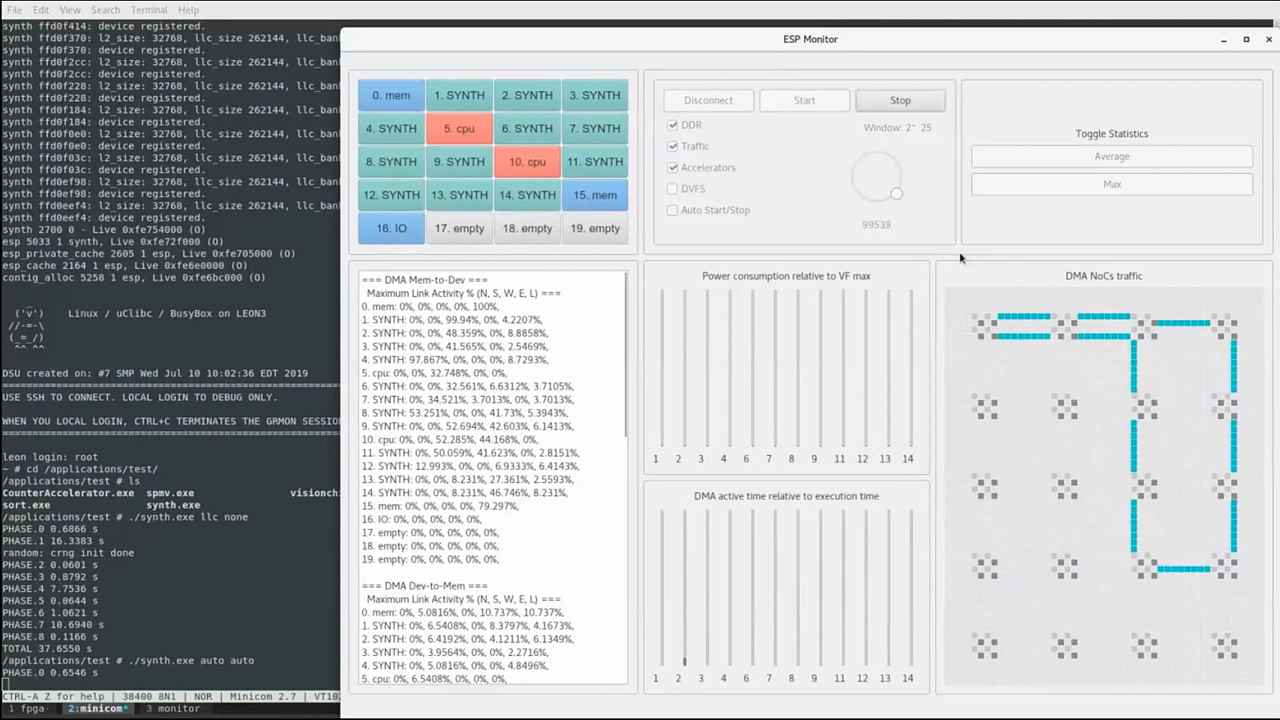 File Edit View Search Terminal Help
synth ffd0f414: device registered.
synth ffd0f370: l2_size: 32768, llc_size 262144, llc_ban
synth ffd0f370: device registered.
synth ffd0f2cc: l2_size: 32768, llc_size 262144, llc_ban
synth ffd0f2cc: device registered.
synth ffd0f228: l2_size: 32768, llc_size 262144, llc_ban
synth ffd0f228: device registered.
synth ffd0f184: l2_size: 32768, llc_size 262144, llc_ban
synth ffd0f184: device registered.
synth ffd0f0e0: l2_size: 32768, llc_size 262144, llc_ban
synth ffd0f0e0: device registered.
synth ffd0f03c: l2_size: 32768, llc_size 262144, llc_ban
synth ffd0f03c: device registered.
synth ffd0ef98: l2_size: 32768, llc_size 262144, llc_ban
synth ffd0ef98: device registered.
synth ffd0eef4: l2_size: 32768, llc_size 262144, llc_ban
synth ffd0eef4: device registered.
synth 2700 0 - Live 0xfe754000 (O)
esp 5033 1 synth, Live 0xfe72f000 (O)
esp_private_cache 2605 1 esp, Live 0xfe705000 (O)
esp_cache 2164 1 esp, Live 0xfe6e0000 (O)
contig_alloc 5258 1 esp, Live 0xfe6bc000 (O)
_
('v') Linux / uClibc / BusyBox on LEON3
//-=-\
(_=_/)
^^ ^^
DSU created on: #7 SMP Wed Jul 10 10:02:36 EDT 2019
USE SSH TO CONNECT. LOCAL LOGIN TO DEBUG ONLY.
WHEN YOU LOCAL LOGIN, CTRL+C TERMINATES THE GRMON SESSION
leon login: root
~ # cd /applications/test/
/applications/test # ls
CounterAccelerator.exe spmv.exe visionchi
sort.exe synth.exe
/applications/test # ./synth.exe llc none
PHASE.0 0.6866 s
PHASE.1 16.3383 s
random: crng init done
PHASE.2 0.0601 s
PHASE.3 0.8792 s
PHASE.4 7.7536 s
PHASE.5 0.0644 s
PHASE.6 1.0621 s
PHASE.7 10.6940 s
PHASE.8 0.1166 s
TOTAL 37.6550 s
/applications/test # ./synth.exe auto auto
PHASE.0 0.6546 s
CTRL-A Z for help | 38400 8N1 | NOR | Minicom 2.7 | VT102
1 fpga- 2:minicom* 3 monitor
ESP Monitor
0. mem 1. SYNTH 2. SYNTH 3. SYNTH
4. SYNTH 5. cpu 6. SYNTH 7. SYNTH
8. SYNTH 9. SYNTH 10. cpu 11. SYNTH
12. SYNTH 13. SYNTH 14. SYNTH 15. mem
16. IO 17. empty 18. empty 19. empty
Disconnect Start Stop
DDR
Traffic
Accelerators
DVFS
Auto Start/Stop
Window: 2^ 25
99538
Toggle Statistics
Average
Max
=== DMA Mem-to-Dev ===
Maximum Link Activity % (N, S, W, E, L) ===
0. mem: 0%, 0%, 0%, 0%, 100%,
1. SYNTH: 0%, 0%, 99.94%, 0%, 4.2207%,
2. SYNTH: 0%, 0%, 48.359%, 0%, 8.8858%,
3. SYNTH: 0%, 0%, 41.565%, 0%, 2.5469%,
4. SYNTH: 97.867%, 0%, 0%, 0%, 8.7293%,
5. cpu: 0%, 0%, 32.748%, 0%, 0%,
6. SYNTH: 0%, 0%, 32.561%, 6.6312%, 3.7105%,
7. SYNTH: 0%, 34.521%, 3.7013%, 0%, 3.7013%,
8. SYNTH: 53.251%, 0%, 0%, 41.73%, 5.3943%,
9. SYNTH: 0%, 0%, 52.694%, 42.603%, 6.1413%,
10. cpu: 0%, 0%, 52.285%, 44.168%, 0%,
11. SYNTH: 0%, 50.059%, 41.623%, 0%, 2.8151%,
12. SYNTH: 12.993%, 0%, 0%, 6.9333%, 6.4143%,
13. SYNTH: 0%, 0%, 8.231%, 27.361%, 2.5593%,
14. SYNTH: 0%, 0%, 8.231%, 46.746%, 8.231%,
15. mem: 0%, 0%, 0%, 0%, 79.297%,
16. IO: 0%, 0%, 0%, 0%, 0%,
17. empty: 0%, 0%, 0%, 0%, 0%,
18. empty: 0%, 0%, 0%, 0%, 0%,
19. empty: 0%, 0%, 0%, 0%, 0%,
=== DMA Dev-to-Mem ===
Maximum Link Activity % (N, S, W, E, L) ===
0. mem: 0%, 5.0816%, 0%, 10.737%, 10.737%,
1. SYNTH: 0%, 6.5408%, 0%, 8.3797%, 4.1673%,
2. SYNTH: 0%, 6.4192%, 0%, 4.1211%, 6.1349%,
3. SYNTH: 0%, 3.9564%, 0%, 0%, 2.2716%,
4. SYNTH: 0%, 5.0816%, 0%, 0%, 4.8496%,
5. cpu: 0%, 6.5408%, 0%, 0%, 0%,
Power consumption relative to VF max
1 2 3 4 5 6 7 8 9 11 12 13 14
DMA active time relative to execution time
1 2 3 4 5 6 7 8 9 11 12 13 14
DMA NoCs traffic